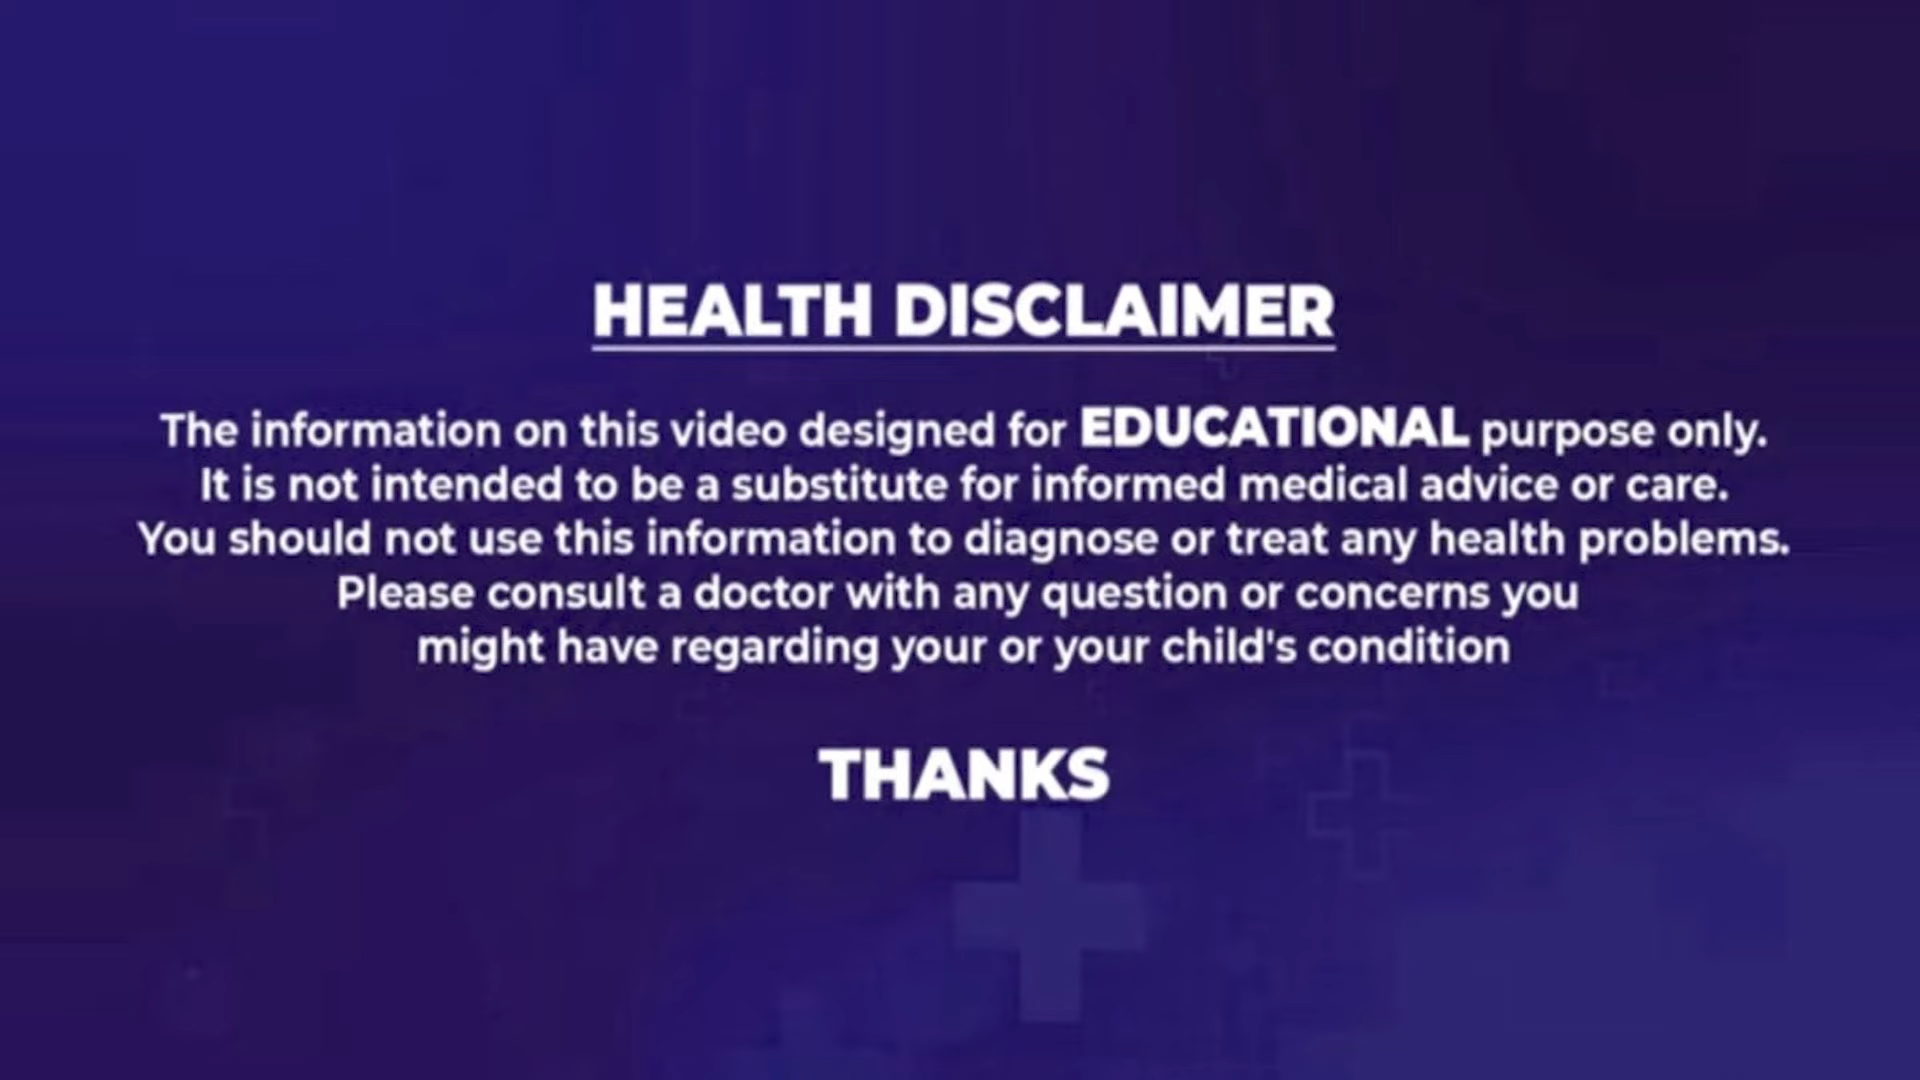 HEALTH DISCLAIMER
The information on this video designed for EDUCATIONAL purpose only.
It is not intended to be a substitute for informed medical advice or care.
You should not use this information to diagnose or treat any health problems.
Please consult a doctor with any question or concerns you
might have regarding your or your child's condition
THANKS